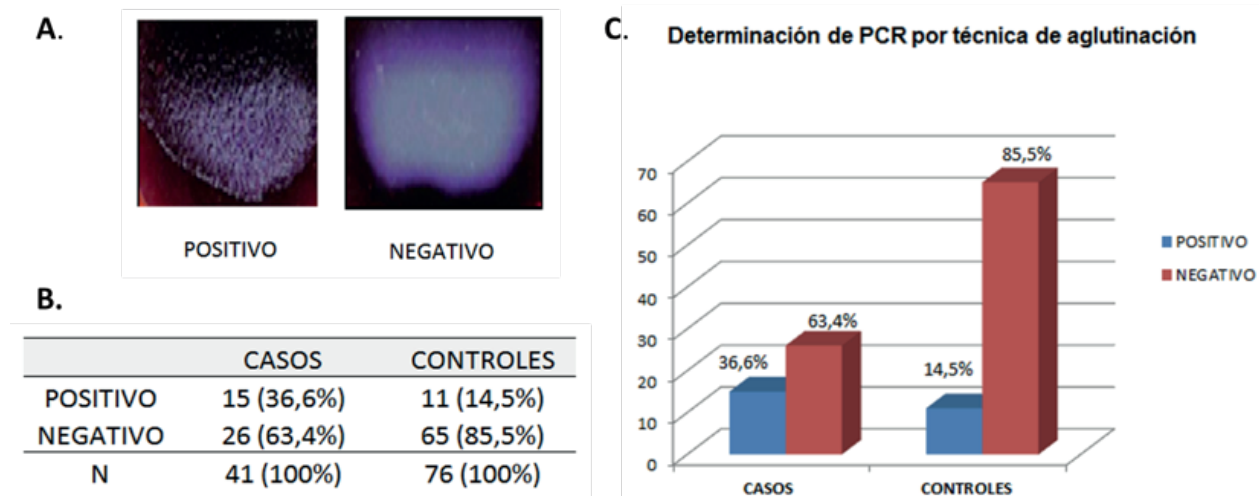 A.
POSITIVO NEGATIVO
B.
CASOS CONTROLES
POSITIVO 15 (36,6%) 11 (14,5%)
NEGATIVO 26 (63,4%) 65 (85,5%)
N 41 (100%) 76 (100%)
C.
Determinación de PCR por técnica de aglutinación
70
60
50
40
30
20
10
0
36,6%
63,4%
14,5%
85,5%
CASOS CONTROLES
POSITIVO
NEGATIVO